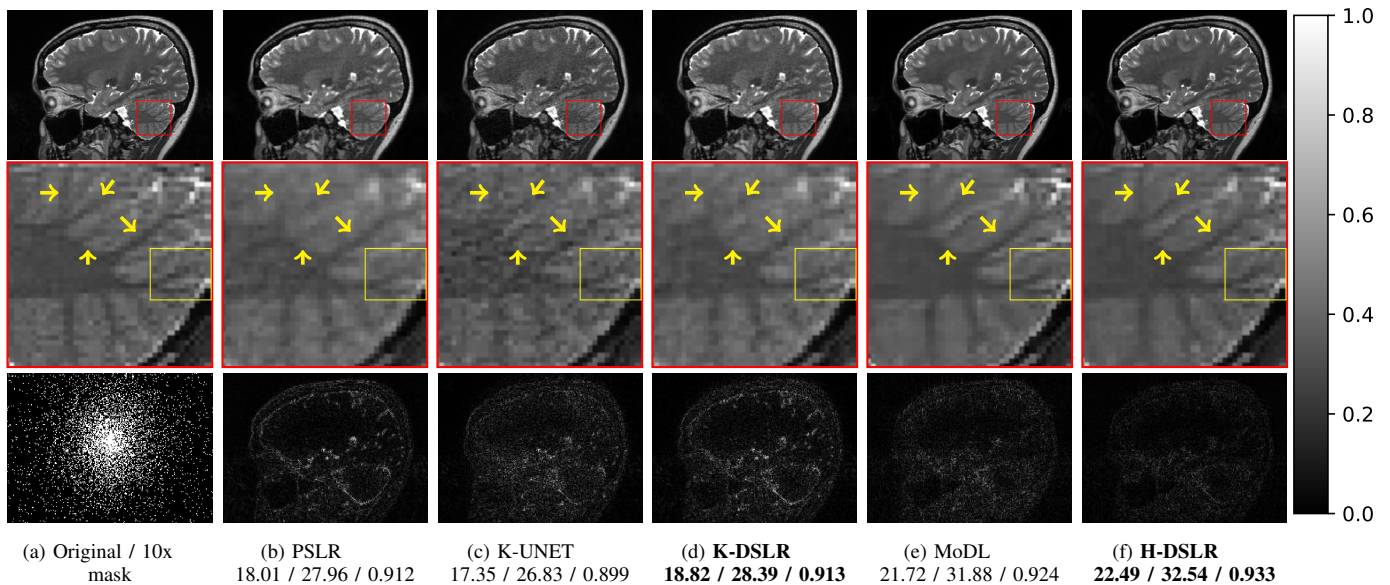 1.0
0.8
0.6
0.4
0.2
0.0
(a) Original / 10x
mask
(b) PSLR
18.01 / 27.96 / 0.912
(c) K-UNET
17.35 / 26.83 / 0.899
(d) K-DSLR
18.82 / 28.39 / 0.913
(e) MoDL
21.72 / 31.88 / 0.924
(f) H-DSLR
22.49 / 32.54 / 0.933